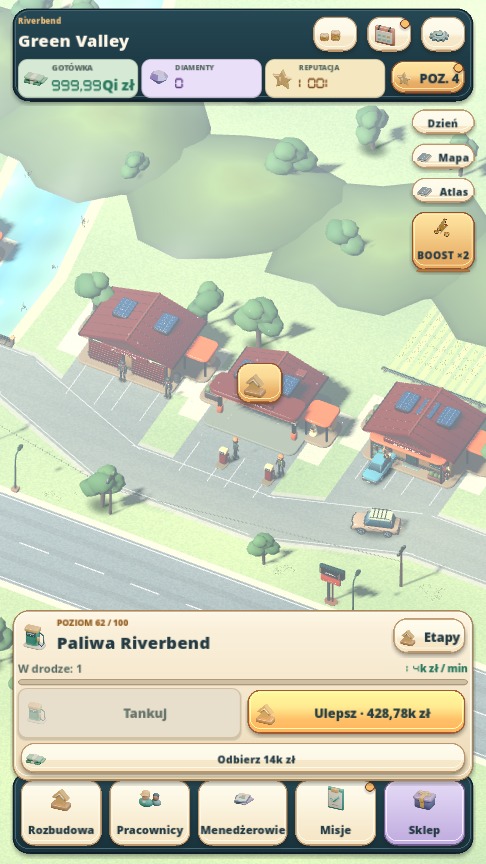 Riverbend
Green Valley
GOTÓWKA
999,99Qi zł
DIAMENTY
0
REPUTACJA
POZ. 4
Dzień
Mapa
Atlas
BOOST ×2
POZIOM 62 / 100
Paliwa Riverbend
Etapy
W drodze: 1
k zł / min
Tankuj
Ulepsz · 428,78k zł
Odbierz 14k zł
Rozbudowa
Pracownicy
Menedżerowie
Misje
Sklep